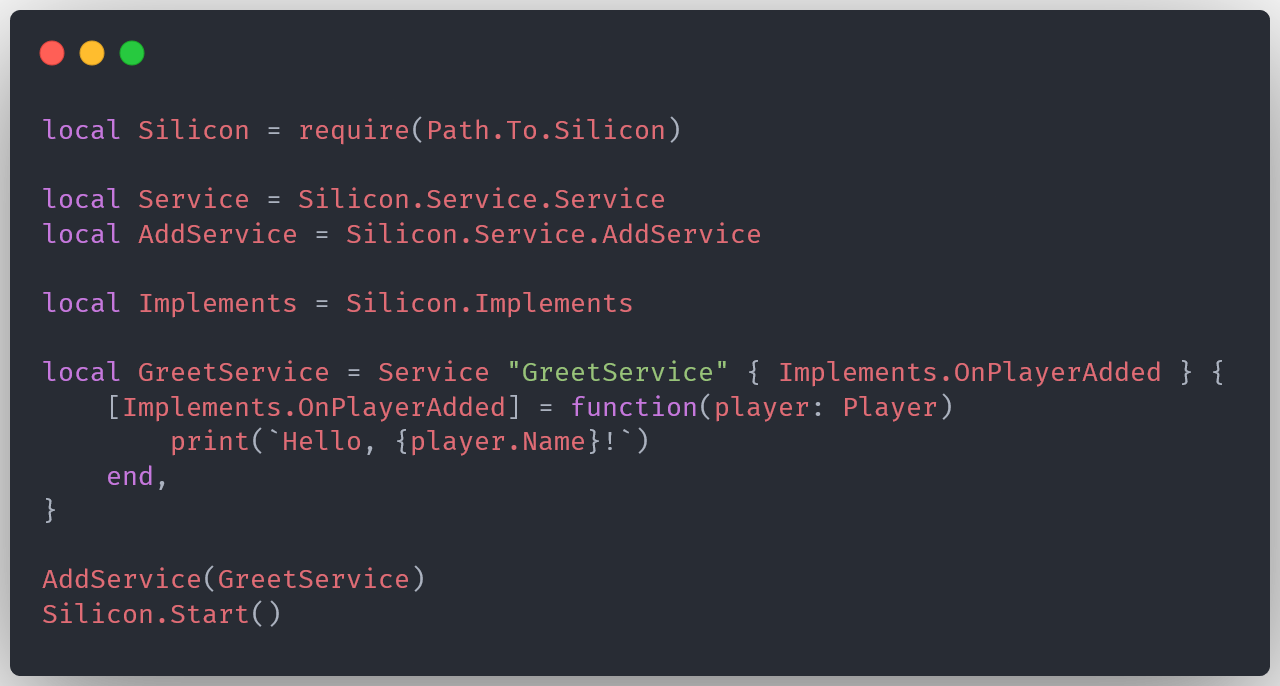 local Silicon = require(Path.To.Silicon)
local Service = Silicon.Service.Service
local AddService = Silicon.Service.AddService
local Implements = Silicon.Implements
local GreetService = Service "GreetService" { Implements.OnPlayerAdded } {
    [Implements.OnPlayerAdded] = function(player: Player)
        print(`Hello, {player.Name}!`)
    end,
}
AddService(GreetService)
Silicon.Start()